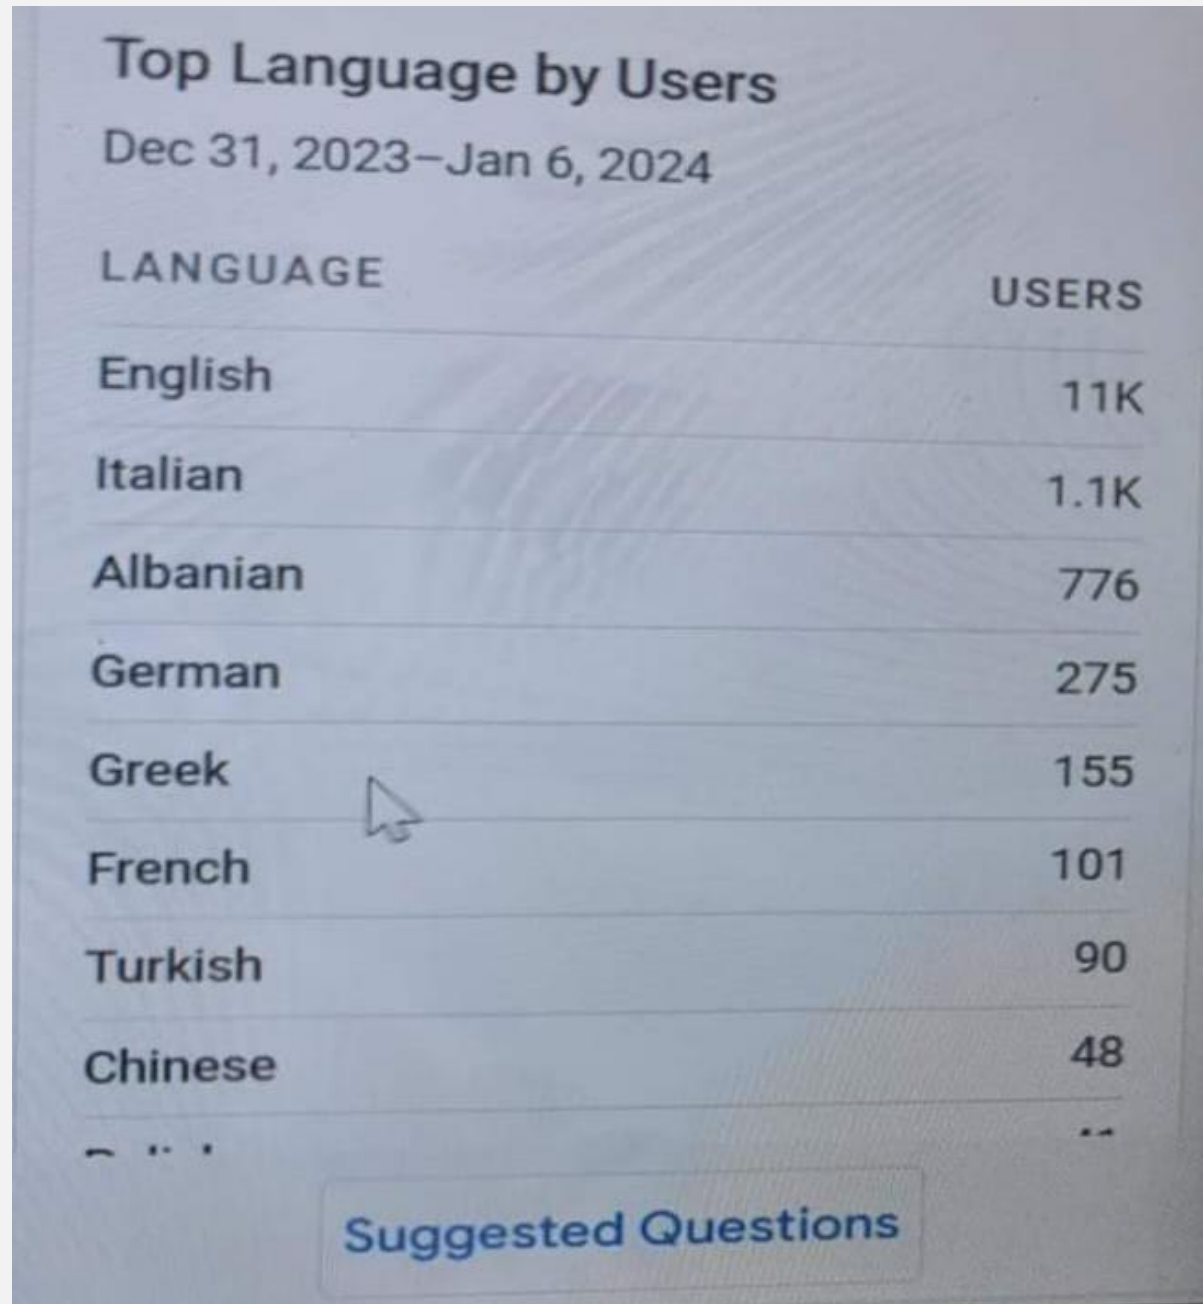 Top Language by Users
Dec 31, 2023–Jan 6, 2024
LANGUAGE USERS
English 11K
Italian 1.1K
Albanian 776
German 275
Greek 155
French 101
Turkish 90
Chinese 48
Suggested Questions